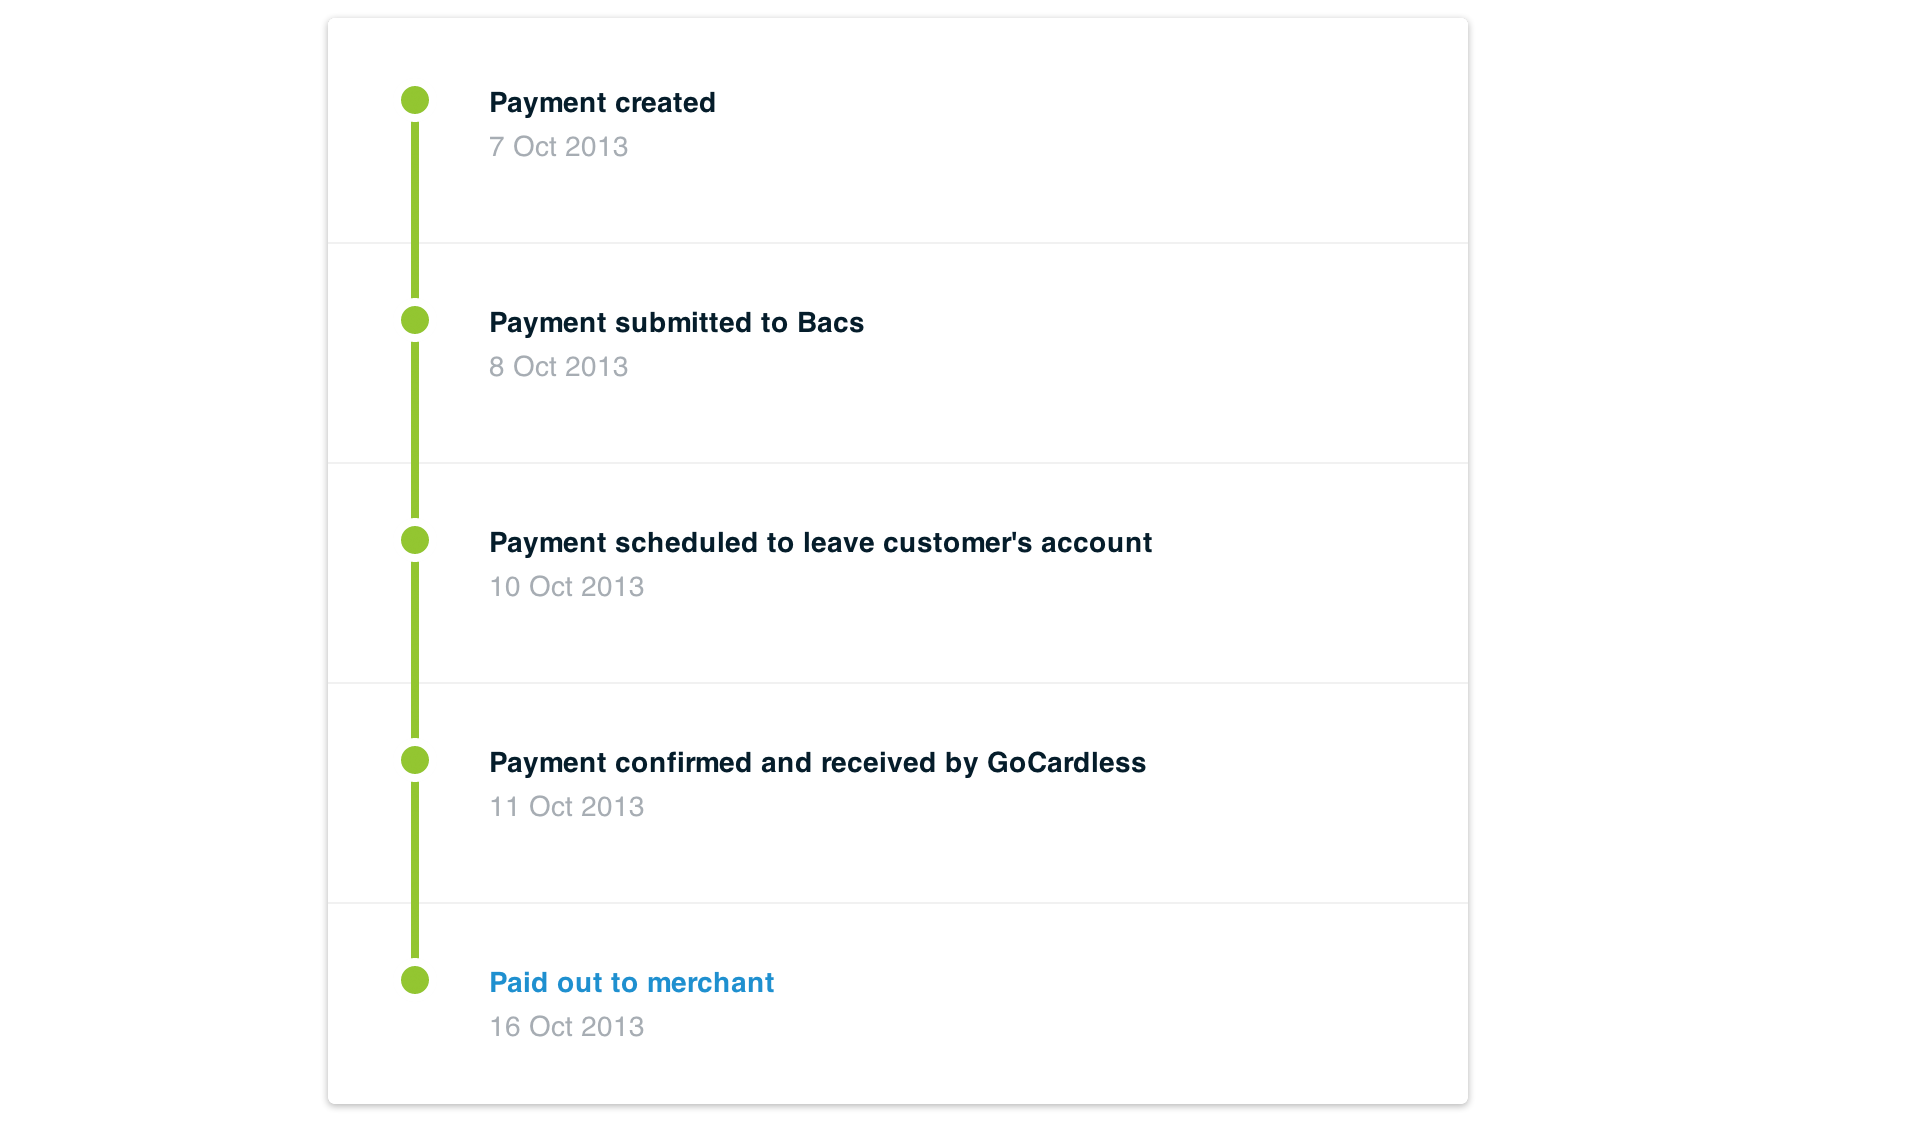 Payment created
7 Oct 2013
Payment submitted to Bacs
8 Oct 2013
Payment scheduled to leave customer's account
10 Oct 2013
Payment confirmed and received by GoCardless
11 Oct 2013
Paid out to merchant
16 Oct 2013